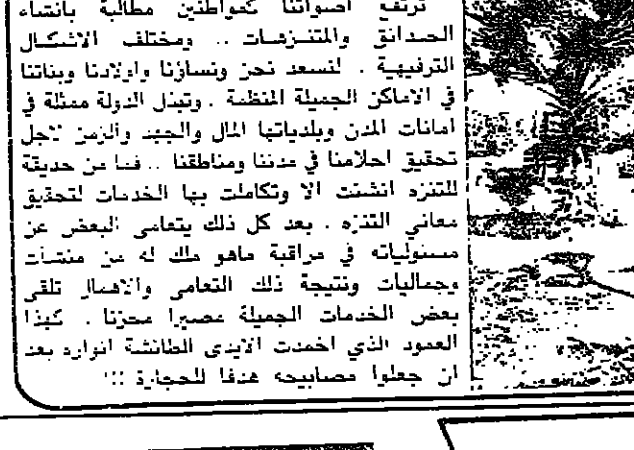 ترتفع اصواتنا كمواطنين مطالبة بانشاء
الحدائق والمتنزهات .. ومختلف الاشكال
الترفيهية . لنسعد نحن ونساؤنا واولادنا وبناتنا
في الاماكن الجميلة المنظمة . وتبذل الدولة ممثلة في
امانات المدن وبلدياتها المال والجهد والزمن لاجل
تحقيق احلامنا في مدننا ومناطقنا .. فما من حديقة
للتنزه انشئت الا وتكاملت بها الخدمات لتحقيق
معاني التنزه . بعد كل ذلك يتعامى البعض عن
مسئولياته في مراقبة ماهو ملك له من منشآت
وجماليات ونتيجة ذلك التعامى والاهمال تلقى
بعض الخدمات الجميلة مصيرا محزنا . كهذا
العمود الذي اخمدت الايدى الطائشة انواره بعد
ان جعلوا مصابيحه هدفا للحجارة !!